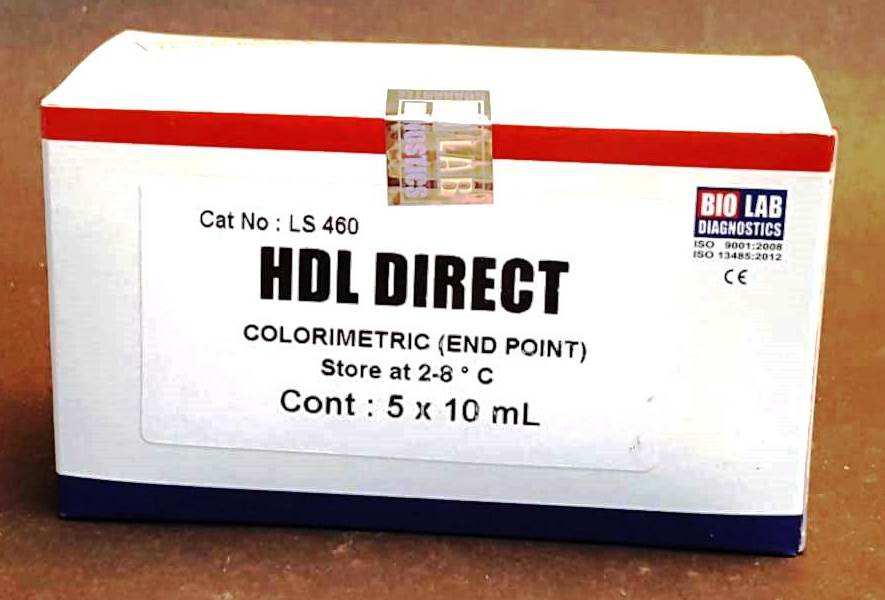 Cat No : LS 460
HDL DIRECT
COLORIMETRIC (END POINT)
Store at 2-8 ° C
Cont : 5 x 10 mL
BIO LAB
DIAGNOSTICS
ISO 9001:2008
ISO 13485:2012
CE
LAB